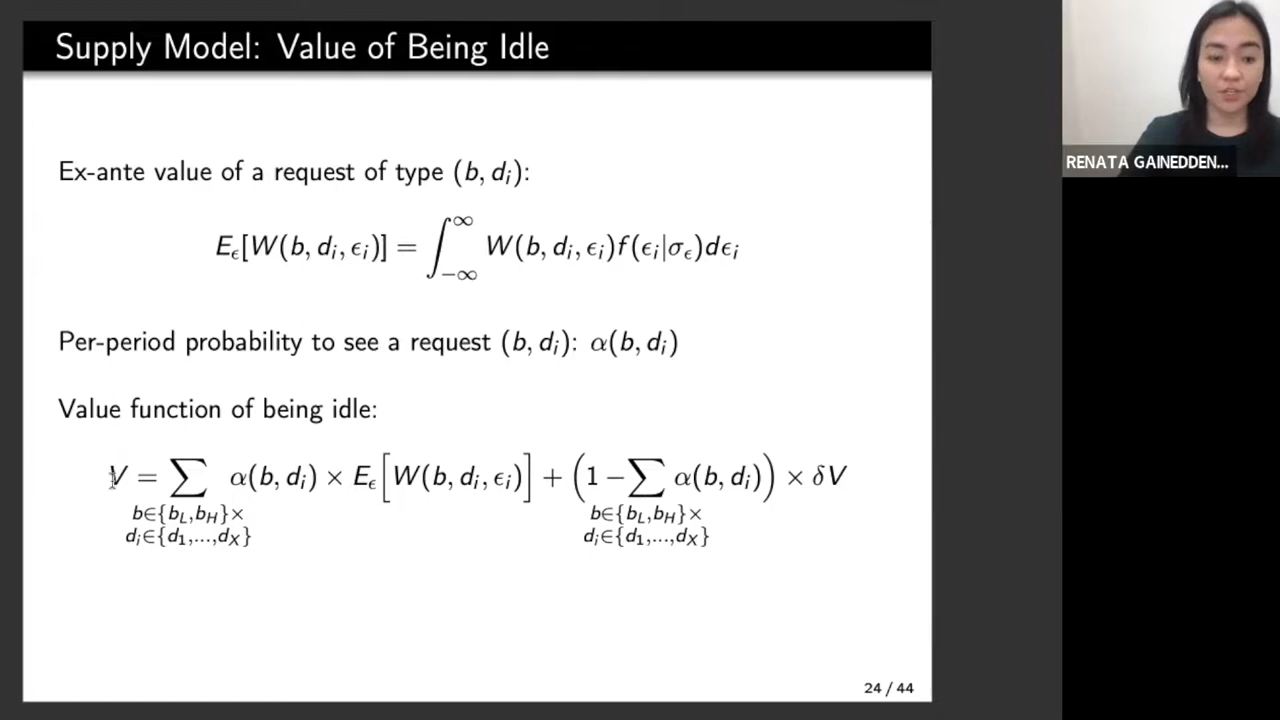 Supply Model: Value of Being Idle
Ex-ante value of a request of type (b, dᵢ):
E_ϵ[W(b, dᵢ, ϵᵢ)] = ∫_{−∞}^{∞} W(b, dᵢ, ϵᵢ)f(ϵᵢ|σ_ϵ)dϵᵢ
Per-period probability to see a request (b, dᵢ): α(b, dᵢ)
Value function of being idle:
V = ∑ α(b, dᵢ) × E_ϵ[W(b, dᵢ, ϵᵢ)] + (1 − ∑ α(b, dᵢ)) × δV
b∈{b_L,b_H}× b∈{b_L,b_H}×
dᵢ∈{d₁,...,d_X} dᵢ∈{d₁,...,d_X}
24 / 44
RENATA GAINEDDEN...